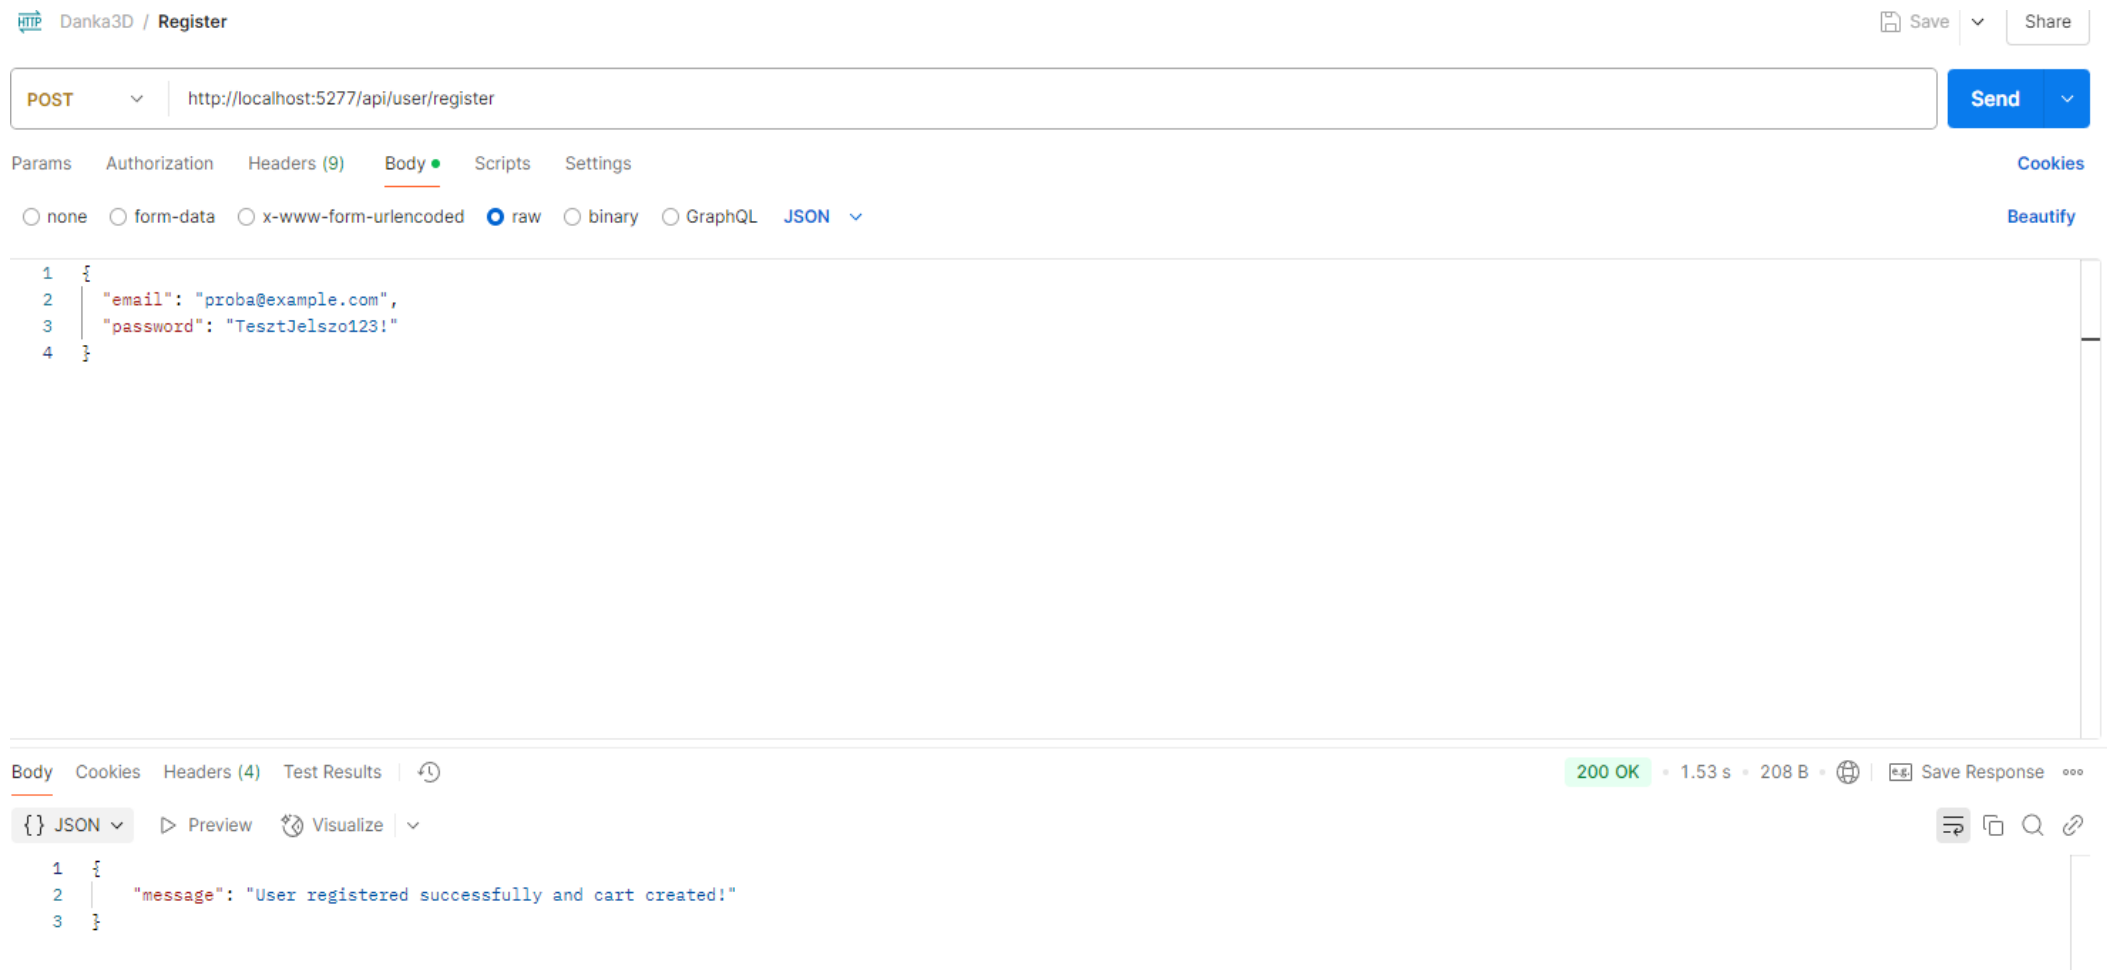 HTTP Danka3D / Register Save Share
POST http://localhost:5277/api/user/register Send
Params Authorization Headers (9) Body Scripts Settings Cookies
none form-data x-www-form-urlencoded raw binary GraphQL JSON Beautify
1 {
2 "email": "proba@example.com",
3 "password": "TesztJelszo123!"
4 }
Body Cookies Headers (4) Test Results 200 OK • 1.53 s • 208 B • e.g. Save Response
{} JSON Preview Visualize
1 {
2 "message": "User registered successfully and cart created!"
3 }